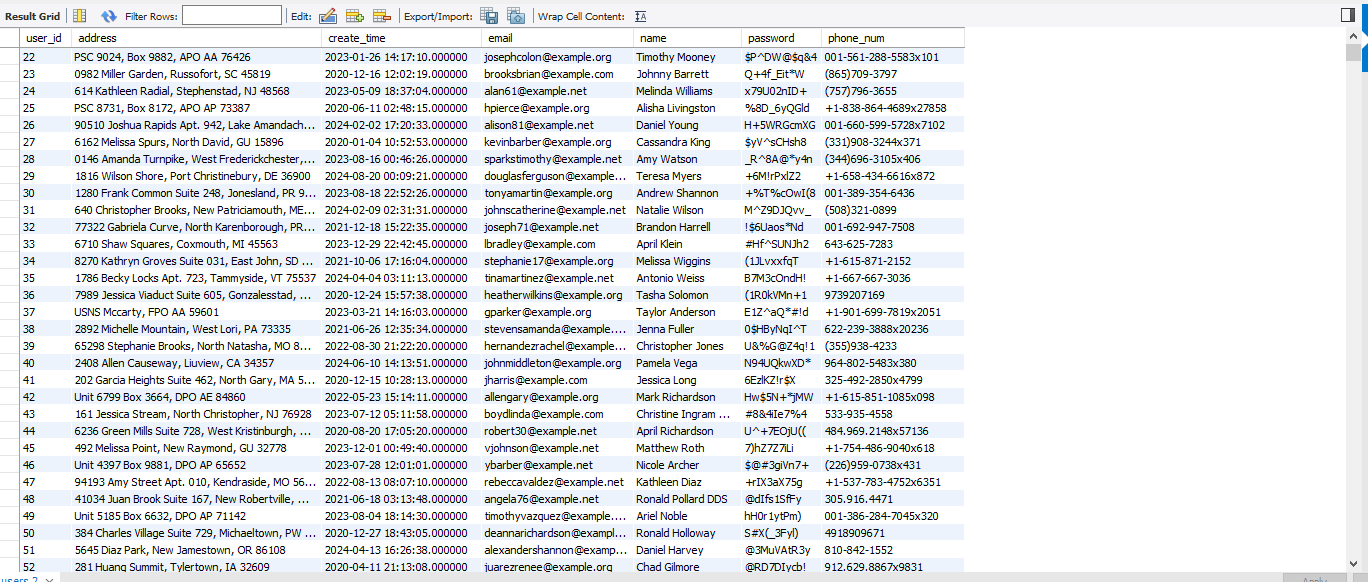 Result Grid Filter Rows: Edit: Export/Import: Wrap Cell Content: IA
user_id address create_time email name password phone_num
22 PSC 9024, Box 9882, APO AA 76426 2023-01-26 14:17:10.000000 josephcolon@example.org Timothy Mooney $P^DW@$q&4 001-561-288-5583x101
23 0982 Miller Garden, Russofort, SC 45819 2020-12-16 12:02:19.000000 brooksbrian@example.com Johnny Barrett Q+4f_Eit*W (865)709-3797
24 614 Kathleen Radial, Stephenstad, NJ 48568 2023-05-09 18:37:04.000000 alan61@example.net Melinda Williams x79U02nID+ (757)796-3655
25 PSC 8731, Box 8172, APO AP 73387 2020-06-11 02:48:15.000000 hpierce@example.org Alisha Livingston %8D_6yQGld +1-838-864-4689x27858
26 90510 Joshua Rapids Apt. 942, Lake Amandach... 2024-02-02 17:20:33.000000 alison81@example.net Daniel Young H+5WRGcmXG 001-660-599-5728x7102
27 6162 Melissa Spurs, North David, GU 15896 2020-01-04 10:52:53.000000 kevinbarber@example.org Cassandra King $yV^sCHsh8 (331)908-3244x371
28 0146 Amanda Turnpike, West Frederickchester,... 2023-08-16 00:46:26.000000 sparkstimothy@example.net Amy Watson _R^8A@*y4n (344)696-3105x406
29 1816 Wilson Shore, Port Christinebury, DE 36900 2024-08-20 00:09:21.000000 douglasferguson@example... Teresa Myers +6M!rPxlZ2 +1-658-434-6616x872
30 1280 Frank Common Suite 248, Jonesland, PR 9... 2023-08-18 22:52:26.000000 tonyamartin@example.org Andrew Shannon +%T%cOwI(8 001-389-354-6436
31 640 Christopher Brooks, New Patriciamouth, ME... 2024-02-09 02:31:31.000000 johnscatherine@example.net Natalie Wilson M^Z9DJQvv_ (508)321-0899
32 77322 Gabriela Curve, North Karenborough, PR... 2021-12-18 15:22:35.000000 joseph71@example.net Brandon Harrell !$6Uaos*Nd 001-692-947-7508
33 6710 Shaw Squares, Coxmouth, MI 45563 2023-12-29 22:42:45.000000 lbradley@example.com April Klein #Hf^SUNJh2 643-625-7283
34 8270 Kathryn Groves Suite 031, East John, SD ... 2021-10-06 17:16:04.000000 stephanie17@example.org Melissa Wiggins (1JLvxxfqT +1-615-871-2152
35 1786 Becky Locks Apt. 723, Tammyside, VT 75537 2024-04-04 03:11:13.000000 tinamartinez@example.net Antonio Weiss B7M3cOndH! +1-667-667-3036
36 7989 Jessica Viaduct Suite 605, Gonzalesstad, ... 2020-12-24 15:57:38.000000 heatherwilkins@example.org Tasha Solomon (1R0kVMn+1 9739207169
37 USNS Mccarty, FPO AA 59601 2023-03-21 14:16:03.000000 gparker@example.org Taylor Anderson E1Z^aQ*#!d +1-901-699-7819x2051
38 2892 Michelle Mountain, West Lori, PA 73335 2021-06-26 12:35:34.000000 stevensamanda@example.... Jenna Fuller 0$HByNqI^T 622-239-3888x20236
39 65298 Stephanie Brooks, North Natasha, MO 8... 2022-08-30 21:22:20.000000 hernandezrachel@example... Christopher Jones U&%G@Z4q!1 (355)938-4233
40 2408 Allen Causeway, Liuview, CA 34357 2024-06-10 14:13:51.000000 johnmiddleton@example.org Pamela Vega N94UQkwXD* 964-802-5483x380
41 202 Garcia Heights Suite 462, North Gary, MA 5... 2020-12-15 10:28:13.000000 jharris@example.com Jessica Long 6EzlKZ!r$X 325-492-2850x4799
42 Unit 6799 Box 3664, DPO AE 84860 2022-05-23 15:14:11.000000 allengary@example.org Mark Richardson Hw$5N+*jMW +1-615-851-1085x098
43 161 Jessica Stream, North Christopher, NJ 76928 2023-07-12 05:11:58.000000 boydlinda@example.com Christine Ingram ... #8&4iIe7%4 533-935-4558
44 6236 Green Mills Suite 728, West Kristinburgh, ... 2020-08-20 17:05:20.000000 robert30@example.net April Richardson U^+7EOjU(( 484.969.2148x57136
45 492 Melissa Point, New Raymond, GU 32778 2023-12-01 00:49:40.000000 vjohnson@example.net Matthew Roth 7)hZ7Z7lLi +1-754-486-9040x618
46 Unit 4397 Box 9881, DPO AP 65652 2023-07-28 12:01:01.000000 ybarber@example.net Nicole Archer $@#3giVn7+ (226)959-0738x431
47 94193 Amy Street Apt. 010, Kendraside, MO 56... 2022-08-13 08:07:10.000000 rebeccavaldez@example.net Kathleen Diaz +rIX3aX75g +1-537-783-4752x6351
48 41034 Juan Brook Suite 167, New Robertville, ... 2021-06-18 03:13:48.000000 angela76@example.net Ronald Pollard DDS @dIfs1SfFy 305.916.4471
49 Unit 5185 Box 6632, DPO AP 71142 2023-08-04 18:14:30.000000 timothyvazquez@example.... Ariel Noble hH0r1ytPm) 001-386-284-7045x320
50 384 Charles Village Suite 729, Michaeltown, PW ... 2020-12-27 18:43:05.000000 deannarichardson@exampl... Ronald Holloway S#X(_3Fyl) 4918909671
51 5645 Diaz Park, New Jamestown, OR 86108 2024-04-13 16:26:38.000000 alexandershannon@examp... Daniel Harvey @3MuVAtR3y 810-842-1552
52 281 Huang Summit, Tylertown, IA 32609 2020-04-11 21:13:08.000000 juarezrenee@example.org Chad Gilmore @RD7DIycb! 912.629.8867x9831
users 2 Apply